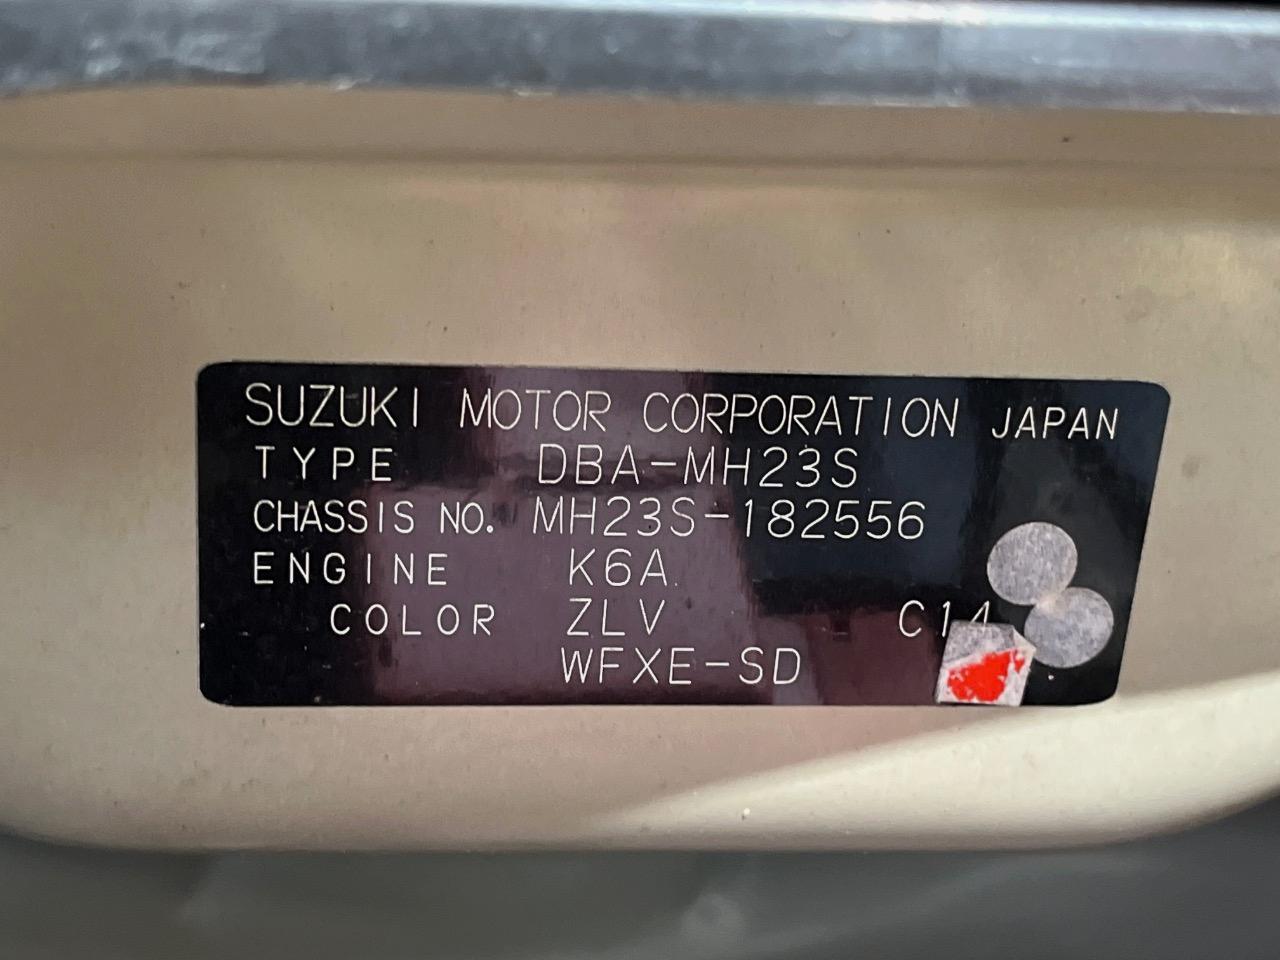 SUZUKI MOTOR CORPORATION JAPAN
TYPE DBA-MH23S
CHASSIS NO. MH23S-182556
ENGINE K6A
COLOR ZLV C14
WFXE-SD